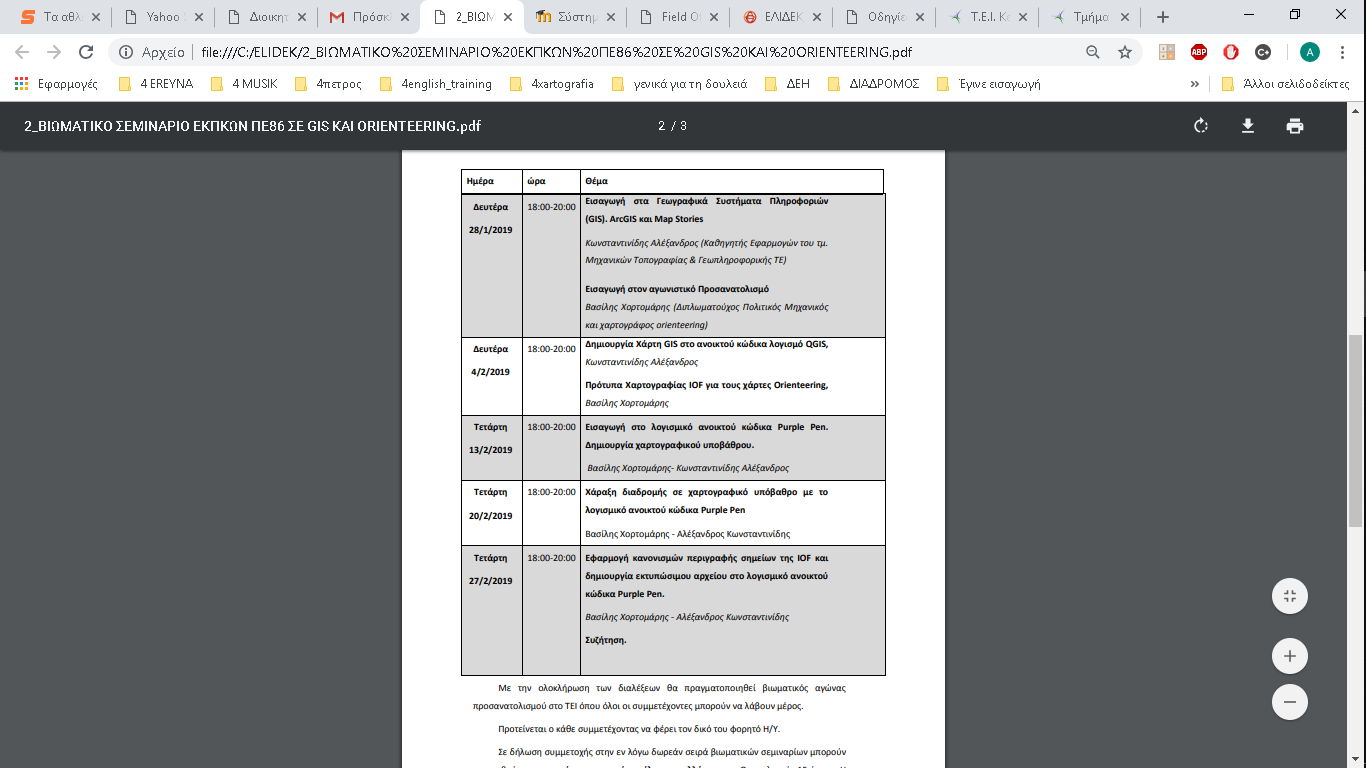 Τα αθλ
Yahoo
Διοικητ
Πρόσκλ
2_ΒΙΩΜ
Σύστημ
Field O
ΕΛΙΔΕΚ
Οδηγίε
Τ.Ε.Ι. Κε
Τμήμα
Αρχείο file:///C:/ELIDEK/2_ΒΙΩΜΑΤΙΚΟ%20ΣΕΜΙΝΑΡΙΟ%20ΕΚΠΚΩΝ%20ΠΕ86%20ΣΕ%20GIS%20KAI%20ORIENTEERING.pdf
ABP
A
Εφαρμογές 4 EREYNA 4 MUSIK 4πετρος 4english_training 4xartografia γενικά για τη δουλειά ΔΕΗ ΔΙΑΔΡΟΜΟΣ Έγινε εισαγωγή » Άλλοι σελιδοδείκτες
2_ΒΙΩΜΑΤΙΚΟ ΣΕΜΙΝΑΡΙΟ ΕΚΠΚΩΝ ΠΕ86 ΣΕ GIS KAI ORIENTEERING.pdf 2 / 3
Ημέρα ώρα Θέμα
Δευτέρα
28/1/2019
18:00-20:00
Εισαγωγή στα Γεωγραφικά Συστήματα Πληροφοριών
(GIS). ArcGIS και Map Stories
Κωνσταντινίδης Αλέξανδρος (Καθηγητής Εφαρμογών του τμ.
Μηχανικών Τοπογραφίας & Γεωπληροφορικής ΤΕ)
Εισαγωγή στον αγωνιστικό Προσανατολισμό
Βασίλης Χορτομάρης (Διπλωματούχος Πολιτικός Μηχανικός
και χαρτογράφος orienteering)
Δευτέρα
4/2/2019
18:00-20:00
Δημιουργία Χάρτη GIS στο ανοικτού κώδικα λογισμό QGIS,
Κωνσταντινίδης Αλέξανδρος
Πρότυπα Χαρτογραφίας IOF για τους χάρτες Orienteering,
Βασίλης Χορτομάρης
Τετάρτη
13/2/2019
18:00-20:00
Εισαγωγή στο λογισμικό ανοικτού κώδικα Purple Pen.
Δημιουργία χαρτογραφικού υποβάθρου.
Βασίλης Χορτομάρης- Κωνσταντινίδης Αλέξανδρος
Τετάρτη
20/2/2019
18:00-20:00
Χάραξη διαδρομής σε χαρτογραφικό υπόβαθρο με το
λογισμικό ανοικτού κώδικα Purple Pen
Βασίλης Χορτομάρης - Αλέξανδρος Κωνσταντινίδης
Τετάρτη
27/2/2019
18:00-20:00
Εφαρμογή κανονισμών περιγραφής σημείων της IOF και
δημιουργία εκτυπώσιμου αρχείου στο λογισμικό ανοικτού
κώδικα Purple Pen.
Βασίλης Χορτομάρης - Αλέξανδρος Κωνσταντινίδης
Συζήτηση.
Με την ολοκλήρωση των διαλέξεων θα πραγματοποιηθεί βιωματικός αγώνας
προσανατολισμού στο ΤΕΙ όπου όλοι οι συμμετέχοντες μπορούν να λάβουν μέρος.
Προτείνεται ο κάθε συμμετέχοντας να φέρει τον δικό του φορητό Η/Υ.
Σε δήλωση συμμετοχής στην εν λόγω δωρεάν σειρά βιωματικών σεμιναρίων μπορούν